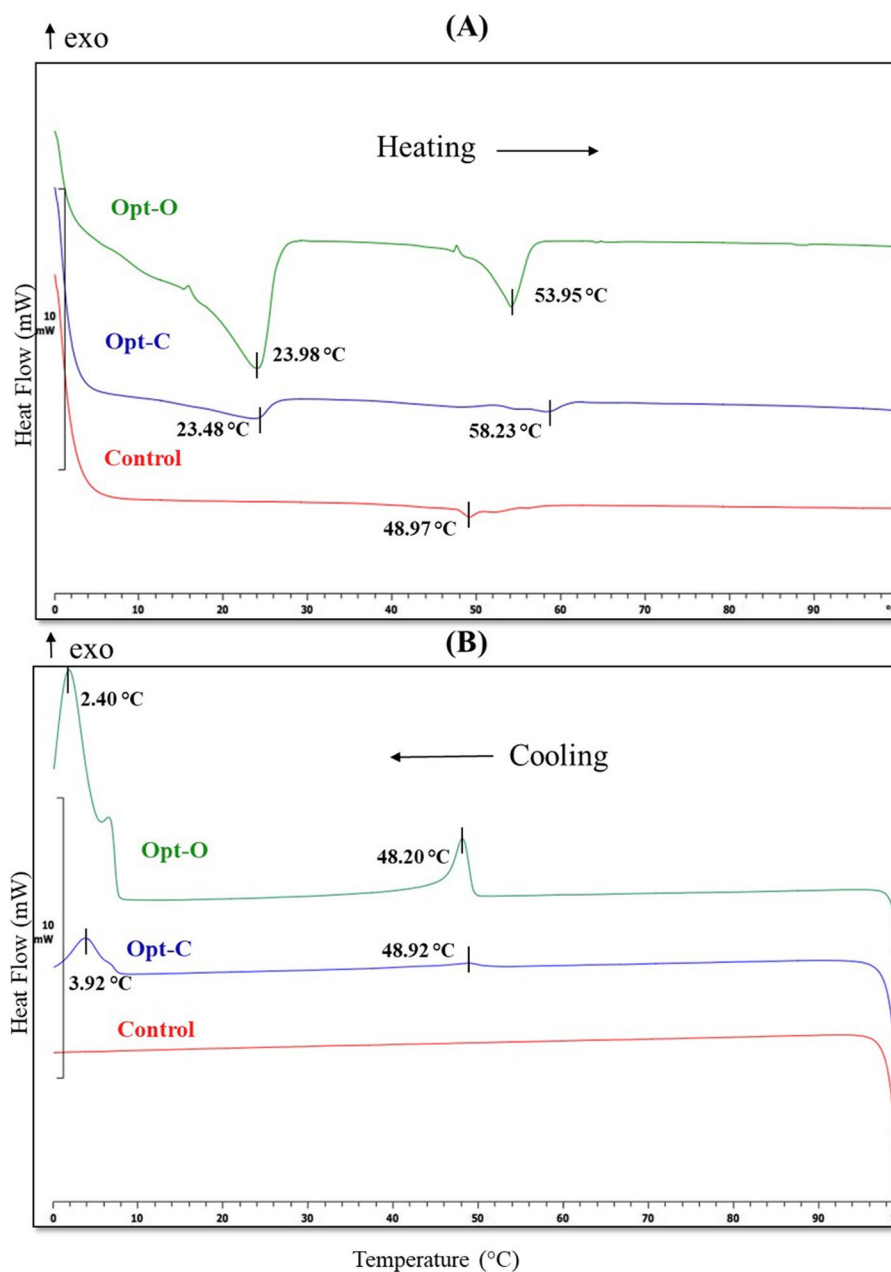 (A)
↑ exo
Heating →
Opt-O
53.95 °C
10
mW
Opt-C
23.98 °C
23.48 °C
58.23 °C
Control
48.97 °C
Heat Flow (mW)
0 10 20 30 40 50 60 70 80 90
(B)
↑ exo
2.40 °C
← Cooling
Opt-O
48.20 °C
10
mW
Opt-C
48.92 °C
3.92 °C
Control
Heat Flow (mW)
0 10 20 30 40 50 60 70 80 90
Temperature (°C)